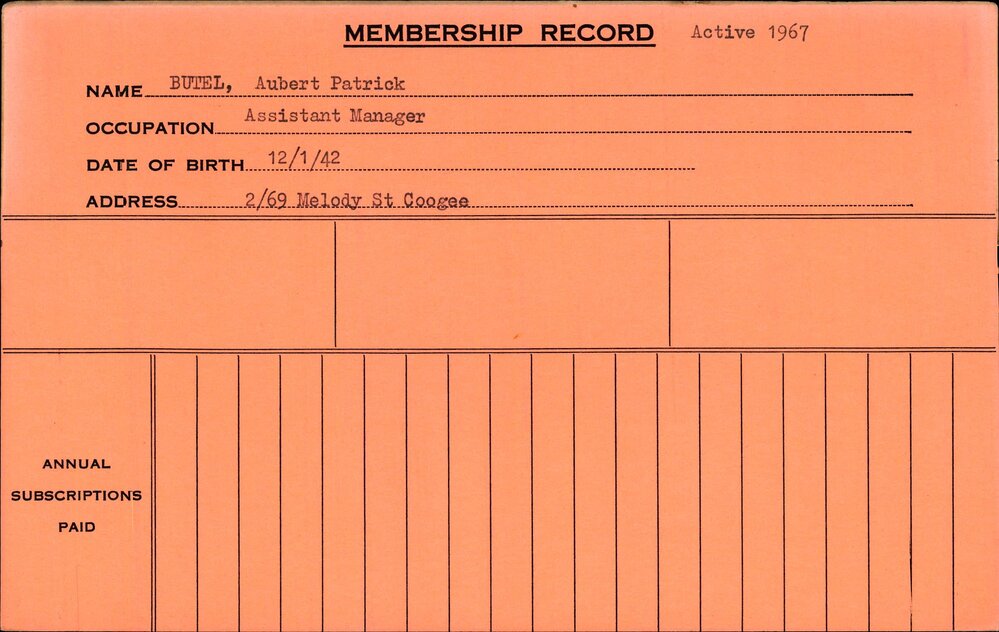 MEMBERSHIP RECORD Active 1967
NAME BUTEL, Aubert Patrick
OCCUPATION Assistant Manager
DATE OF BIRTH 12/1/42
ADDRESS 2/69 Melody St Coogee
ANNUAL
SUBSCRIPTIONS
PAID